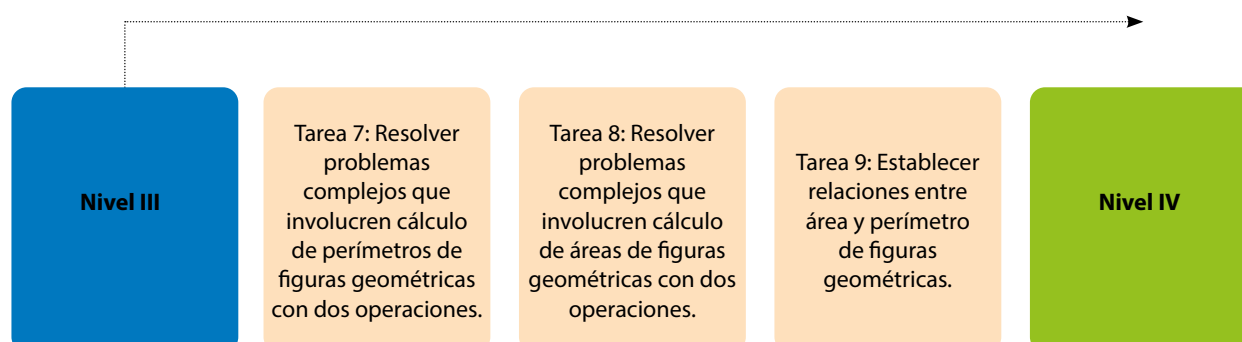 Nivel III
Tarea 7: Resolver
problemas
complejos que
involucren cálculo
de perímetros de
figuras geométricas
con dos operaciones.
Tarea 8: Resolver
problemas
complejos que
involucren cálculo
de áreas de figuras
geométricas con dos
operaciones.
Tarea 9: Establecer
relaciones entre
área y perímetro
de figuras
geométricas.
Nivel IV